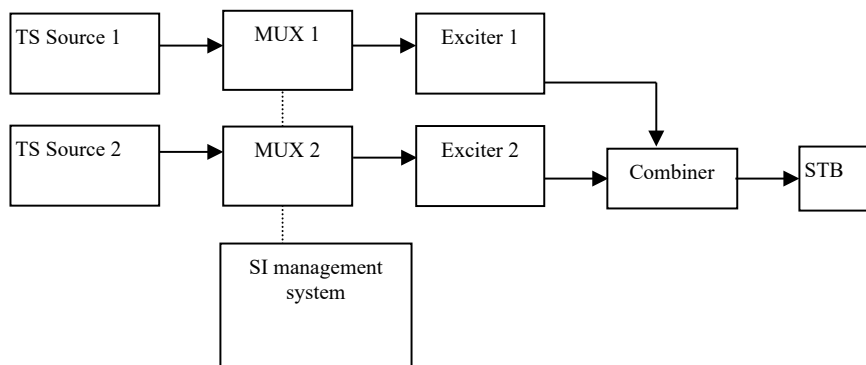 TS Source 1
MUX 1
Exciter 1
TS Source 2
MUX 2
Exciter 2
Combiner
STB
SI management
system